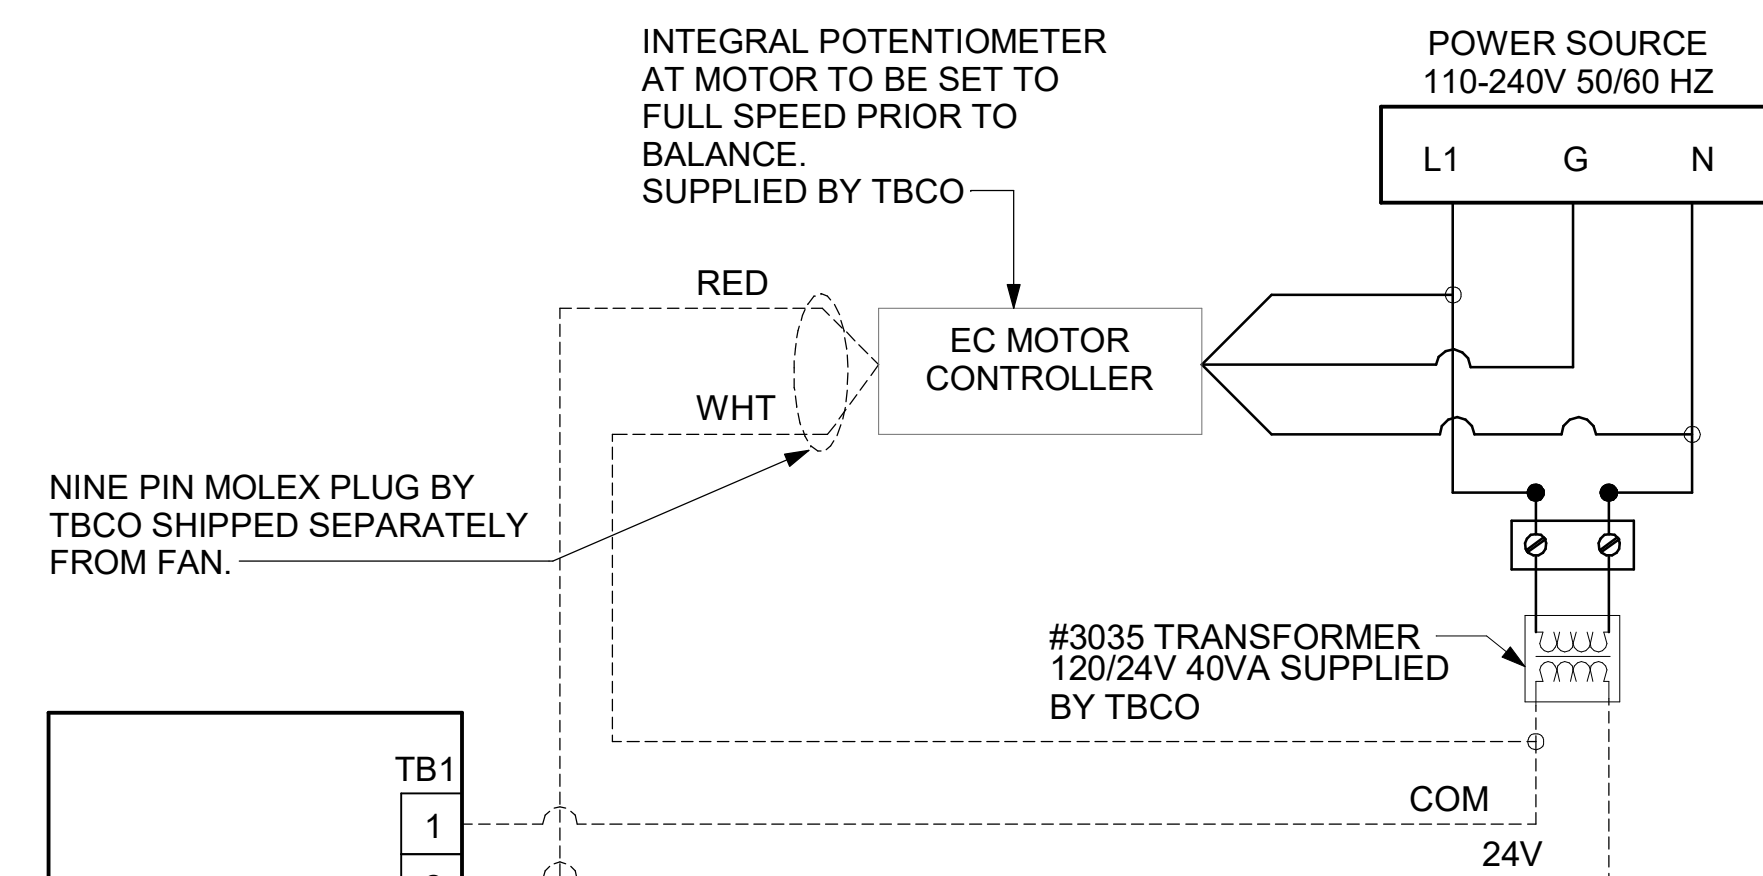 INTEGRAL POTENTIOMETER
AT MOTOR TO BE SET TO
FULL SPEED PRIOR TO
BALANCE.
SUPPLIED BY TBCO
POWER SOURCE
110-240V 50/60 HZ
L1 G N
RED
EC MOTOR
CONTROLLER
WHT
NINE PIN MOLEX PLUG BY
TBCO SHIPPED SEPARATELY
FROM FAN.
#3035 TRANSFORMER
120/24V 40VA SUPPLIED
BY TBCO
TB1
1
COM
24V